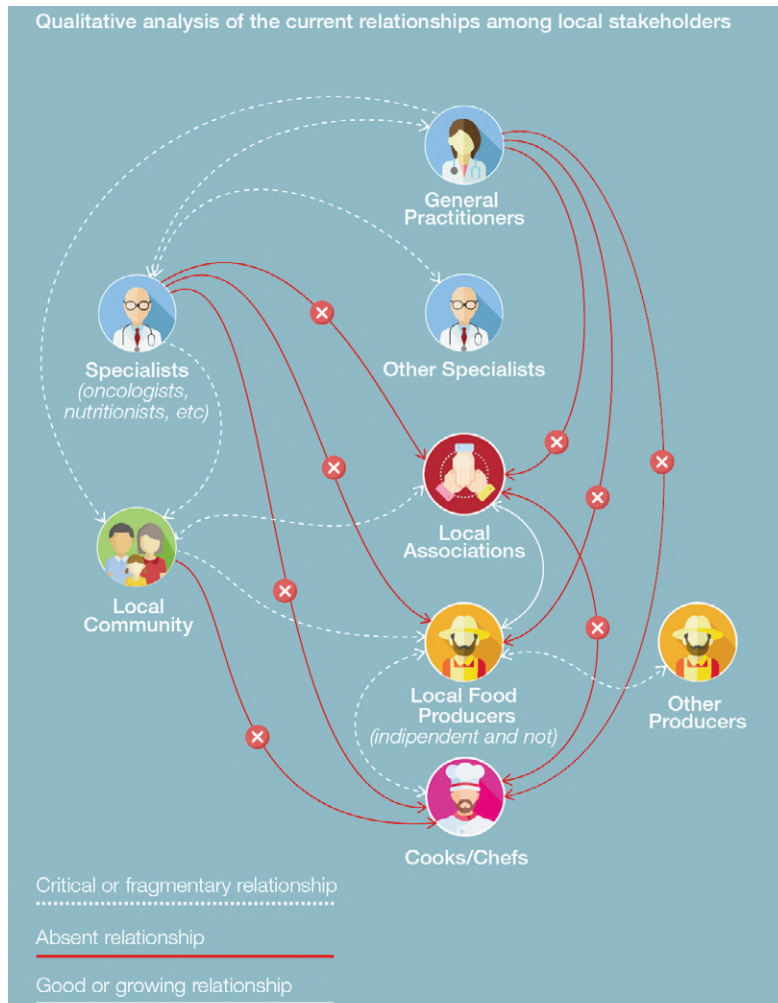 Qualitative analysis of the current relationships among local stakeholders
General
Practitioners
Specialists
(oncologists,
nutritionists, etc)
Other Specialists
Local
Associations
Local
Community
Local Food
Producers
(indipendent and not)
Other
Producers
Cooks/Chefs
Critical or fragmentary relationship
Absent relationship
Good or growing relationship